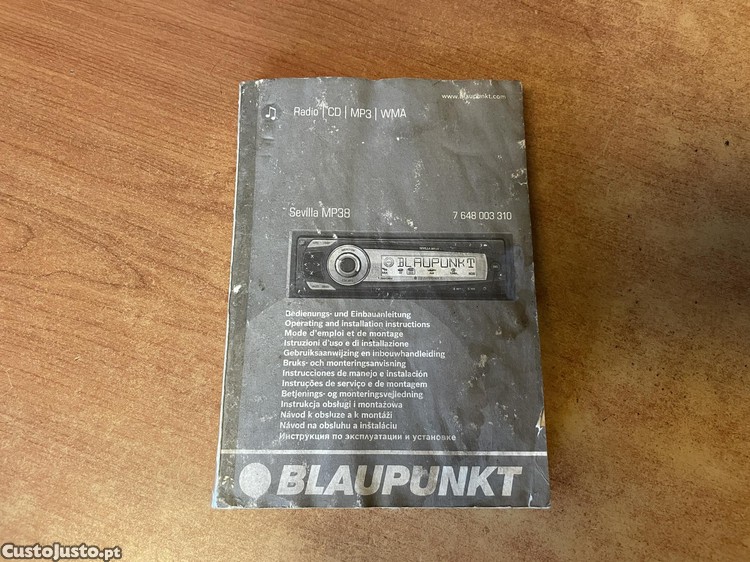 www.blaupunkt.com
Radio | CD | MP3 | WMA
Sevilla MP38 7 648 003 310
BLAUPUNKT
Bedienungs- und Einbauanleitung
Operating and installation instructions
Mode d'emploi et de montage
Istruzioni d'uso e di installazione
Gebruiksaanwijzing en inbouwhandleiding
Bruks- och monteringsanvisning
Instrucciones de manejo e instalación
Instruções de serviço e de montagem
Betjenings- og monteringsvejledning
Instrukcja obsługi i montażowa
Návod k obsluze a k montáži
Návod na obsluhu a inštaláciu
Инструкция по эксплуатации и установке
BLAUPUNKT
CustoJusto.pt